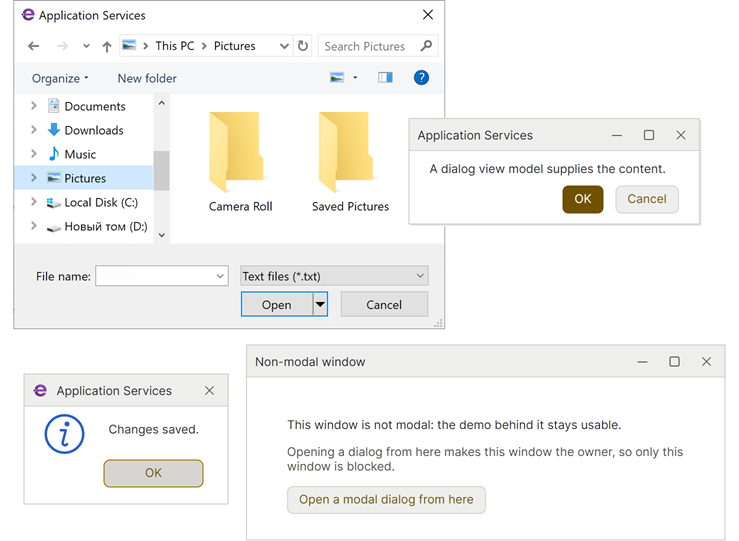 Application Services
This PC
Pictures
Search Pictures
Organize
New folder
Documents
Downloads
Music
Pictures
Local Disk (C:)
Новый том (D:)
Camera Roll
Saved Pictures
File name:
Text files (*.txt)
Open
Cancel
Application Services
A dialog view model supplies the content.
OK
Cancel
Application Services
Changes saved.
OK
Non-modal window
This window is not modal: the demo behind it stays usable.
Opening a dialog from here makes this window the owner, so only this
window is blocked.
Open a modal dialog from here